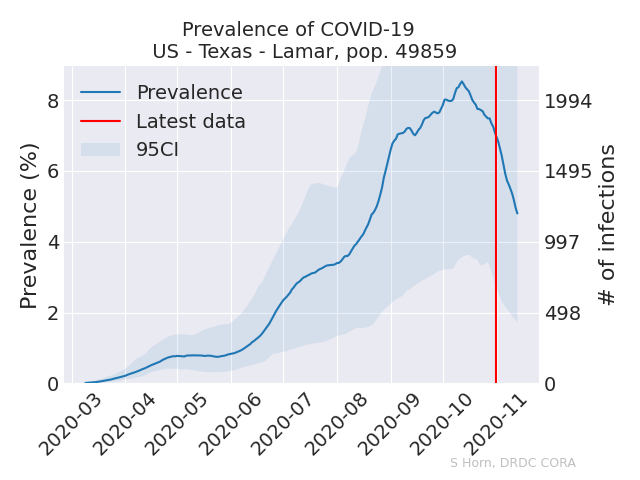 Prevalence of COVID-19
US - Texas - Lamar, pop. 49859
Prevalence
Latest data
95CI
Prevalence (%)
8
6
4
2
0
1994
1495
997
498
0
# of infections
2020-03
2020-04
2020-05
2020-06
2020-07
2020-08
2020-09
2020-10
2020-11
S Horn, DRDC CORA